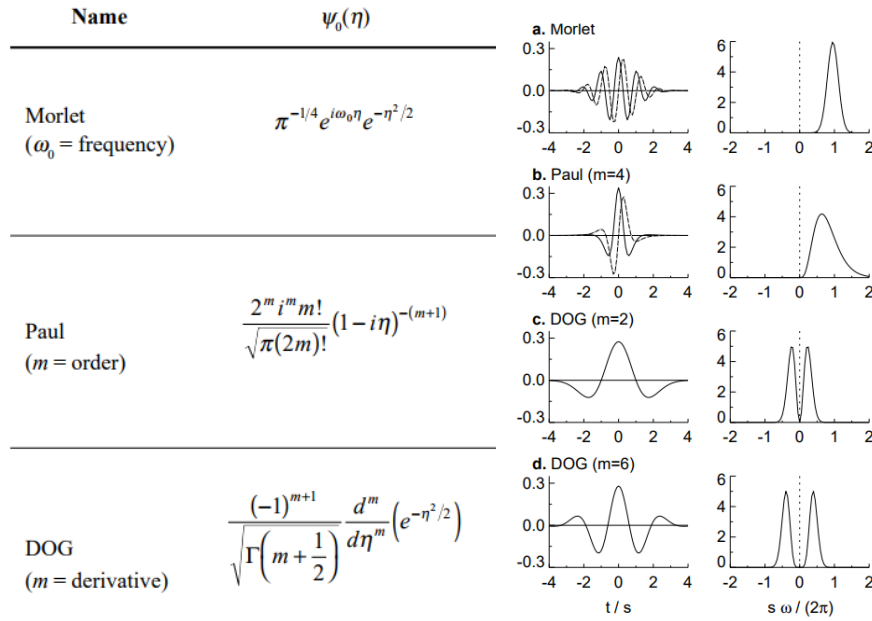 Name ψ₀(η)
Morlet
(ω₀ = frequency)
π^{-1/4} e^{iω₀η} e^{-η²/2}
Paul
(m = order)
\frac{2^m i^m m!}{\sqrt{π(2m)!}} (1 − iη)^{-(m+1)}
DOG
(m = derivative)
\frac{(−1)^{m+1}}{\sqrt{Γ(m + \frac{1}{2})}} \frac{d^m}{dη^m} (e^{-η²/2})
a. Morlet
0.3
0.0
-0.3
-4 -2 0 2 4
6
4
2
0
-2 -1 0 1 2
b. Paul (m=4)
0.3
0.0
-0.3
-4 -2 0 2 4
6
4
2
0
-2 -1 0 1 2
c. DOG (m=2)
0.3
0.0
-0.3
-4 -2 0 2 4
6
4
2
0
-2 -1 0 1 2
d. DOG (m=6)
0.3
0.0
-0.3
-4 -2 0 2 4
t / s
6
4
2
0
-2 -1 0 1 2
s ω / (2π)